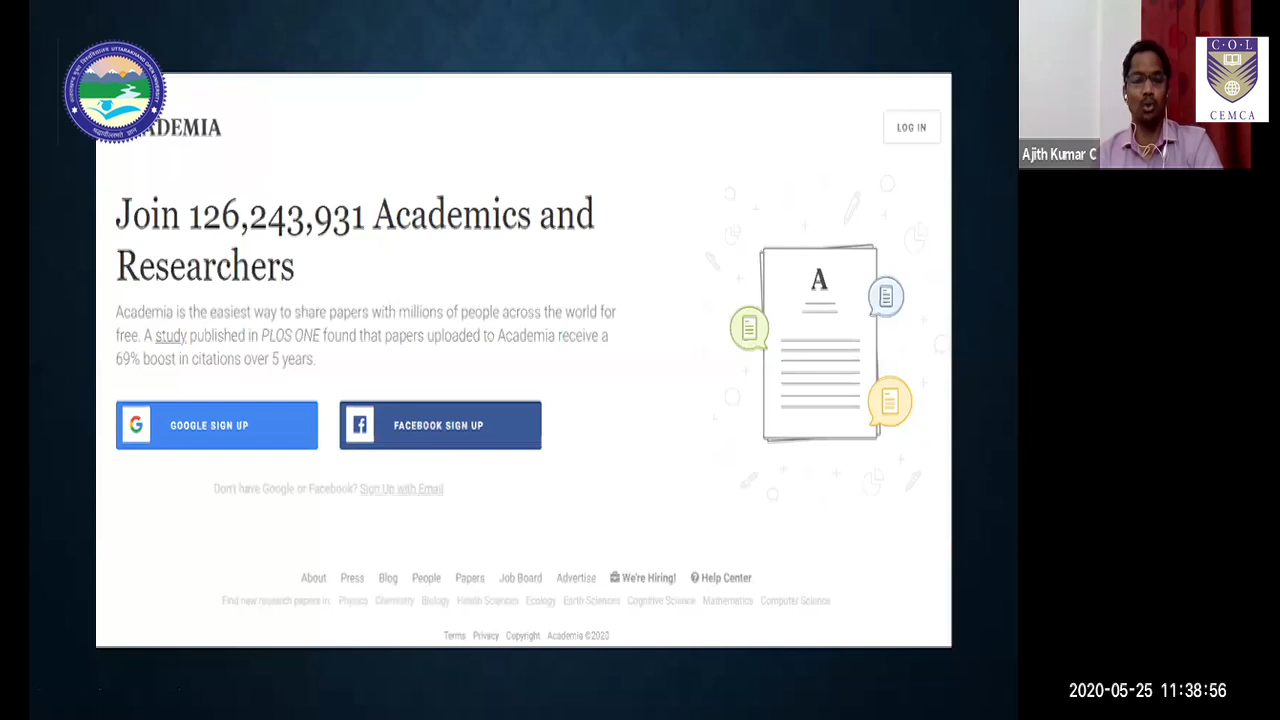 ADEMIA
LOG IN
Join 126,243,931 Academics and
Researchers
Academia is the easiest way to share papers with millions of people across the world for
free. A study published in PLOS ONE found that papers uploaded to Academia receive a
69% boost in citations over 5 years.
G
GOOGLE SIGN UP
FACEBOOK SIGN UP
Don't have Google or Facebook? Sign Up with Email
A
About Press Blog People Papers Job Board Advertise We're Hiring! Help Center
Find new research papers in: Physics Chemistry Biology Health Sciences Ecology Earth Sciences Cognitive Science Mathematics Computer Science
Terms Privacy Copyright Academia ©2020
Ajith Kumar C
C·O·L
CEMCA
2020-05-25 11:38:56